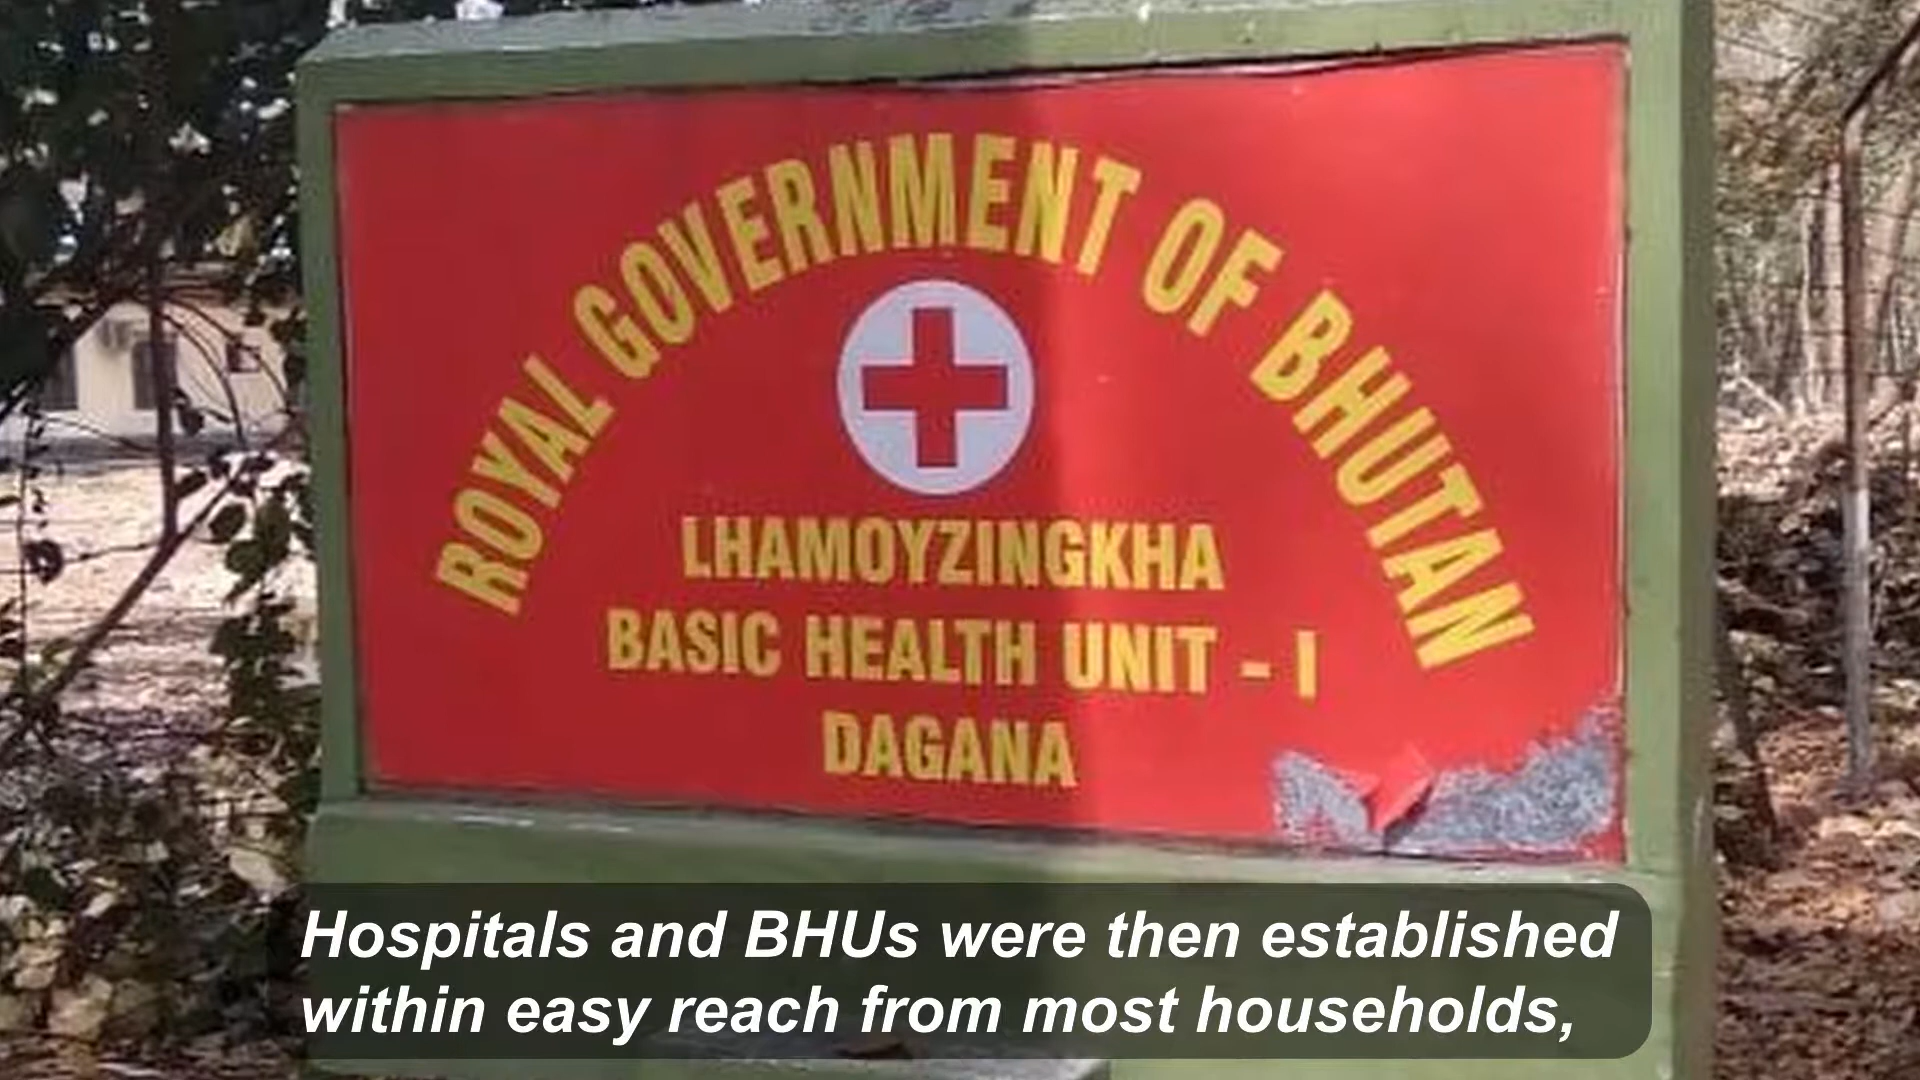 ROYAL GOVERNMENT OF BHUTAN
LHAMOYZINGKHA
BASIC HEALTH UNIT - I
DAGANA
Hospitals and BHUs were then established
within easy reach from most households,